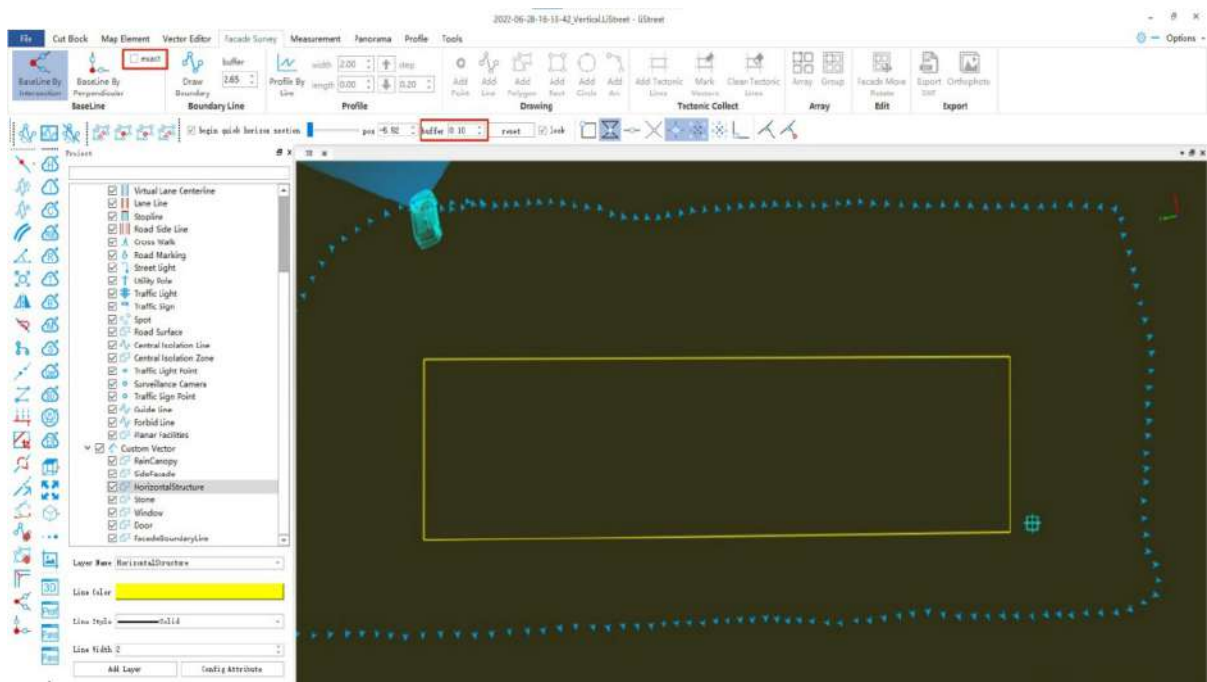 2022-06-28-16-13-42_Vertical.LiStreet - LiStreet
File Cut Block Map Element Vector Editor Facade Survey Measurement Panorama Profile Tools Options
BaseLine By Intersection
BaseLine By Perpendicular
exact
BaseLine
Draw Boundary
buffer
2.65
Boundary Line
Profile By Line
width 2.00 step
length 0.00 0.20
Profile
Add Point
Add Line
Add Polygon
Add Rect
Add Circle
Add Arc
Drawing
Add Tectonic Lines
Mark Vectors
Clear Tectonic Lines
Tectonic Collect
Array Group
Array
Facade Move Rotate
Edit
Export DXF
Orthophoto
Export
begin quick horizon section pos -6.92 buffer 0.10 reset look
Project
Virtual Lane Centerline
Lane Line
Stopline
Road Side Line
Cross Walk
Road Marking
Street Light
Utility Pole
Traffic Light
Traffic Sign
Spot
Road Surface
Central Isolation Line
Central Isolation Zone
Traffic Light Point
Surveillance Camera
Traffic Sign Point
Guide Line
Forbid Line
Planar Facilities
Custom Vector
RainCanopy
SideFacade
HorizontalStructure
Stone
Window
Door
FacadeBoundaryLine
Layer Name HorizontalStructure
Line Color
Line Style Solid
Line Width 2
Add Layer Config Attribute
3D
Prof